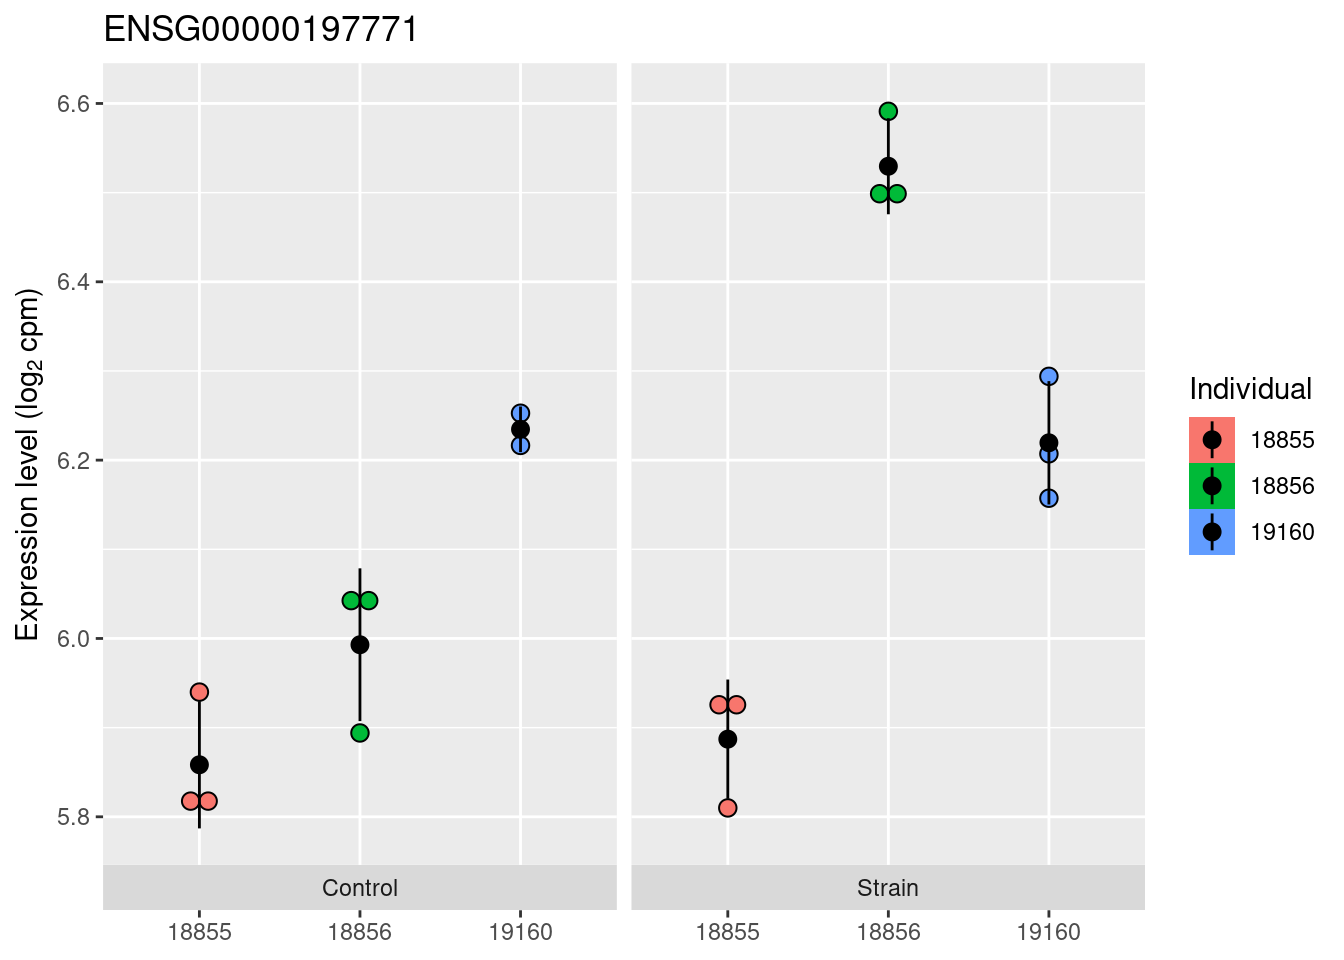 ENSG00000197771
Expression level (log₂ cpm)
6.6
6.4
6.2
6.0
5.8
Control
Strain
18855
18856
19160
18855
18856
19160
Individual
18855
18856
19160